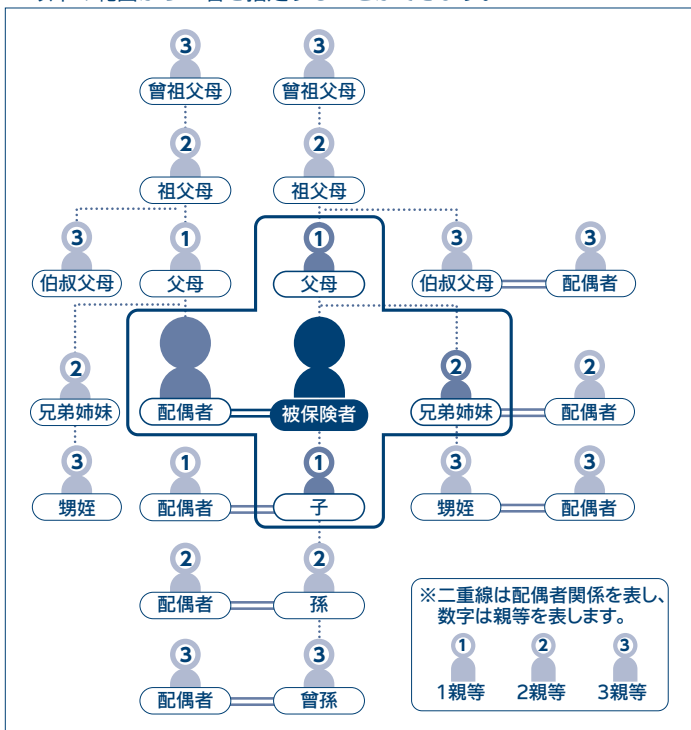 3 3
曾祖父母 曾祖父母
2 2
祖父母 祖父母
3 1 1 3 3
伯叔父母 父母 父母 伯叔父母 配偶者
2 2 2
兄弟姉妹 配偶者 被保険者 兄弟姉妹 配偶者
3 1 1 3 3
甥姪 配偶者 子 甥姪 配偶者
2 2
配偶者 孫
3 3
配偶者 曾孫
※二重線は配偶者関係を表し、
数字は親等を表します。
1 2 3
1親等 2親等 3親等